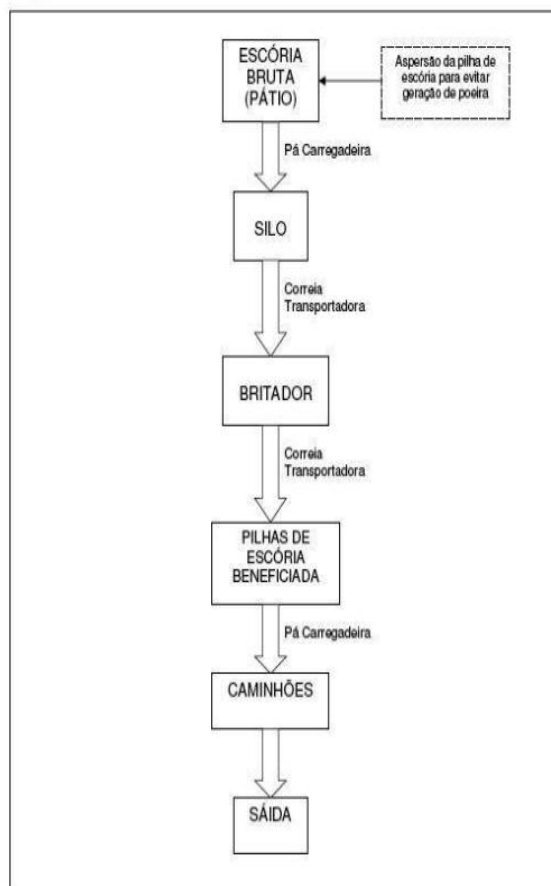 ESCÓRIA
BRUTA
(PÁTIO)
Aspersão da pilha de
escória para evitar
geração de poeira
Pá Carregadeira
SILO
Correia
Transportadora
BRITADOR
Correia
Transportadora
PILHAS DE
ESCÓRIA
BENEFICIADA
Pá Carregadeira
CAMINHÕES
SÁIDA